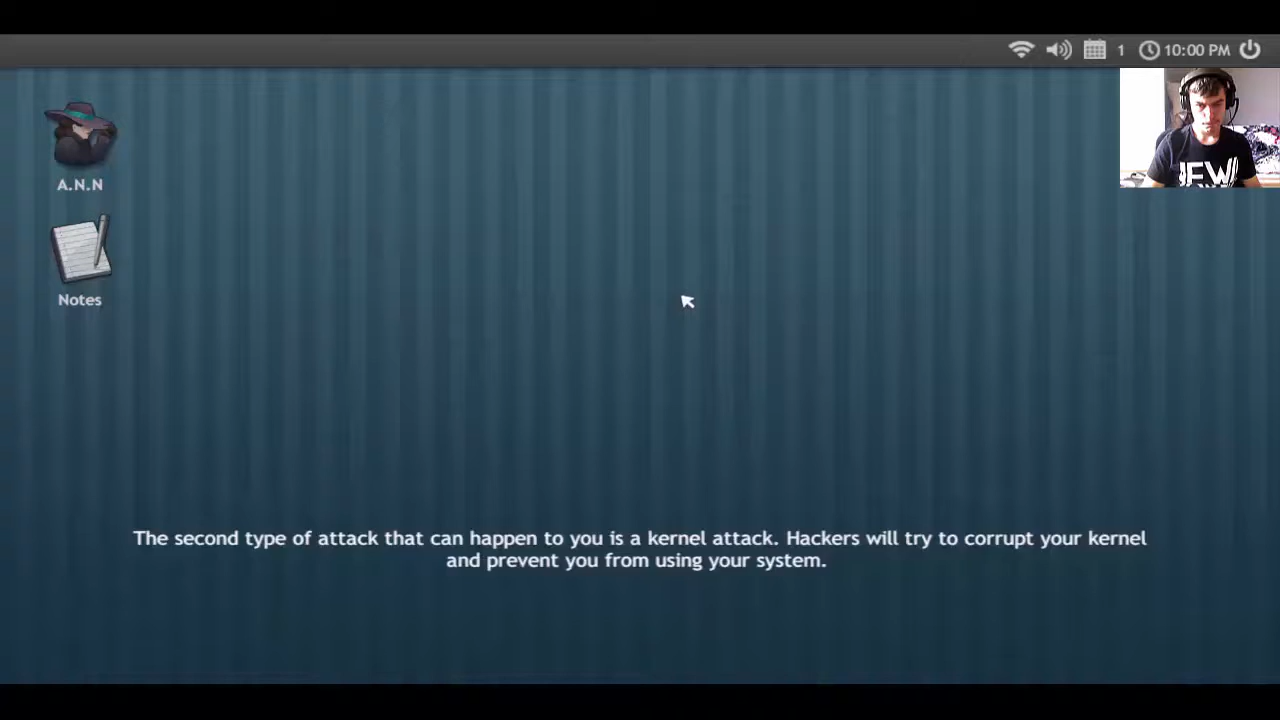 1 10:00 PM
A.N.N
Notes
The second type of attack that can happen to you is a kernel attack. Hackers will try to corrupt your kernel
and prevent you from using your system.